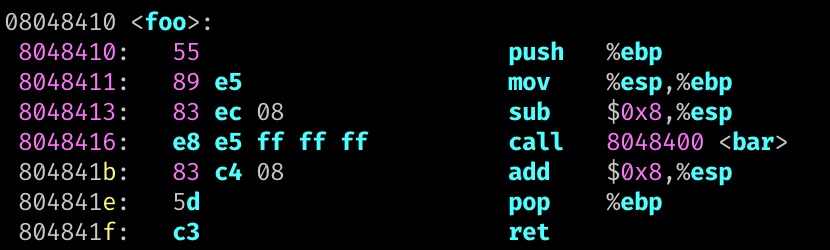 08048410 <foo>:
 8048410:   55                      push   %ebp
 8048411:   89 e5                   mov    %esp,%ebp
 8048413:   83 ec 08                sub    $0x8,%esp
 8048416:   e8 e5 ff ff ff          call   8048400 <bar>
 804841b:   83 c4 08                add    $0x8,%esp
 804841e:   5d                      pop    %ebp
 804841f:   c3                      ret